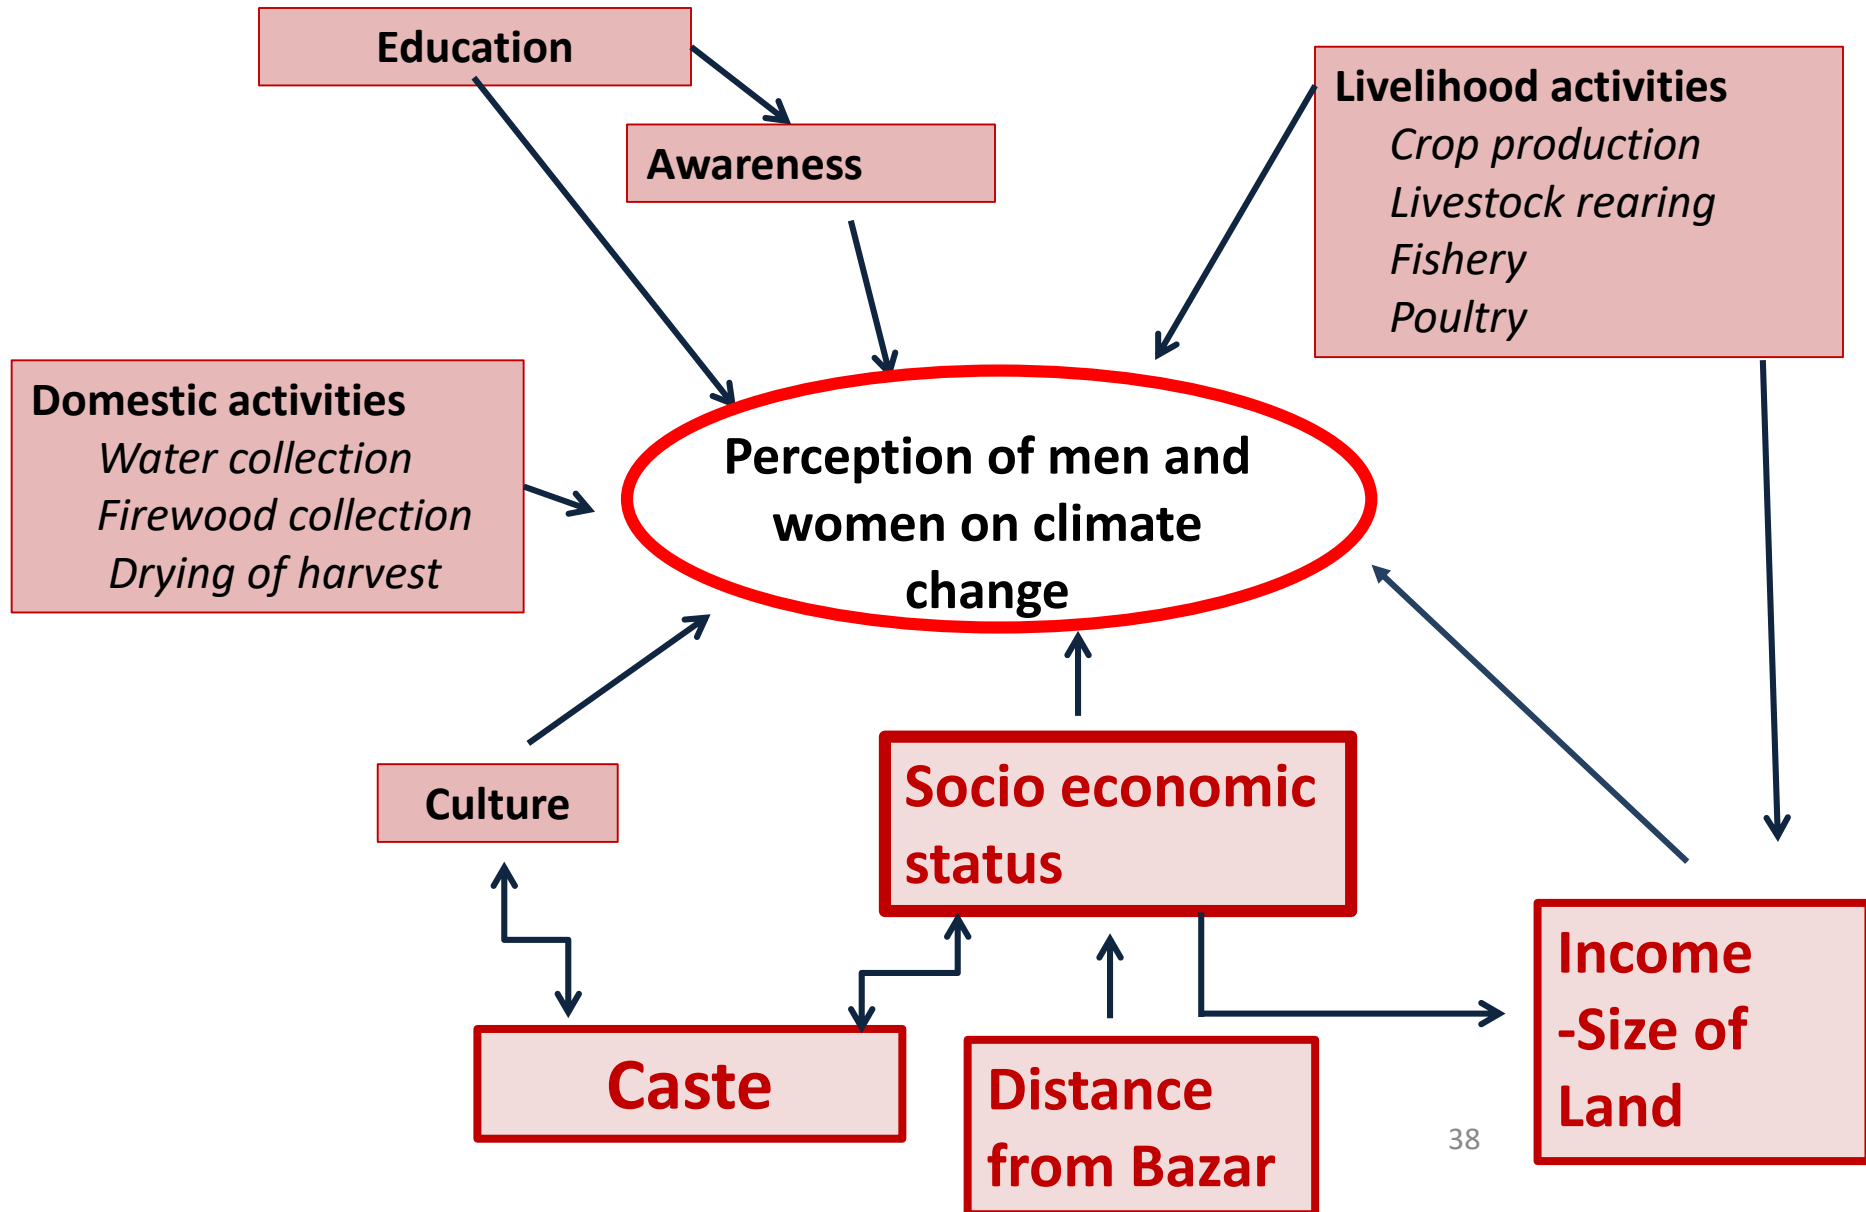 Education
Awareness
Livelihood activities
Crop production
Livestock rearing
Fishery
Poultry
Domestic activities
Water collection
Firewood collection
Drying of harvest
Perception of men and
women on climate
change
Culture
Socio economic
status
Caste
Distance
from Bazar
Income
-Size of
Land
38